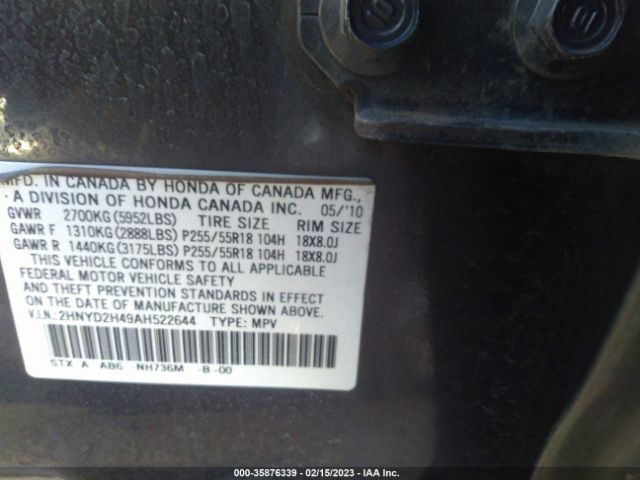 10
MFD. IN CANADA BY HONDA OF CANADA MFG.,
A DIVISION OF HONDA CANADA INC. 05/'10
GVWR 2700KG (5952LBS) TIRE SIZE RIM SIZE
GAWR F 1310KG (2888LBS) P255/55R18 104H 18X8.0J
GAWR R 1440KG (3175LBS) P255/55R18 104H 18X8.0J
THIS VEHICLE CONFORMS TO ALL APPLICABLE
FEDERAL MOTOR VEHICLE SAFETY
AND THEFT PREVENTION STANDARDS IN EFFECT
ON THE DATE OF MANUFACTURE SHOWN ABOVE.
V.I.N.: 2HNYD2H49AH522644 TYPE: MPV
STX A AB6 NH736M -B -00
000-35876339 - 02/15/2023 - IAA Inc.